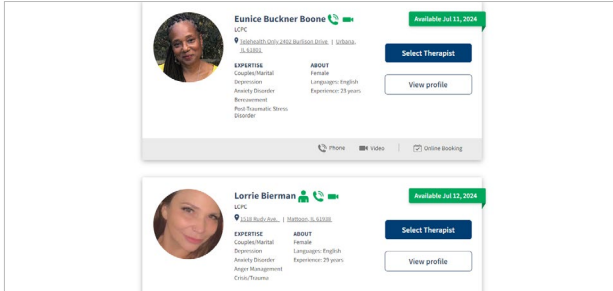 Eunice Buckner Boone
Available Jul 11, 2024
LCPC
Telehealth Only 2402 Burlison Drive | Urbana,
IL 61801
Select Therapist
EXPERTISE
Couples/Marital
Depression
Anxiety Disorder
Bereavement
Post-Traumatic Stress
Disorder
ABOUT
Female
Languages: English
Experience: 23 years
View profile
Phone
Video
Online Booking
Lorrie Bierman
Available Jul 12, 2024
LCPC
Rudy Ave. | Mattoon, IL 61938
Select Therapist
EXPERTISE
Couples/Marital
Depression
Anxiety Disorder
Anger Management
Crisis/Trauma
ABOUT
Female
Languages: English
Experience: 29 years
View profile